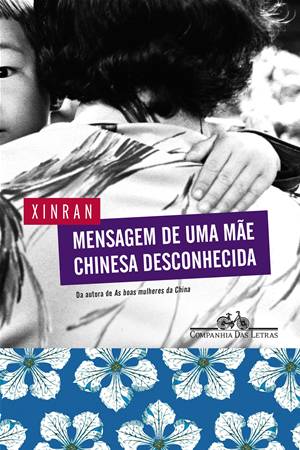 XINRAN
MENSAGEM DE UMA MÃE
CHINESA DESCONHECIDA
Da autora de As boas mulheres da China
COMPANHIA DAS LETRAS